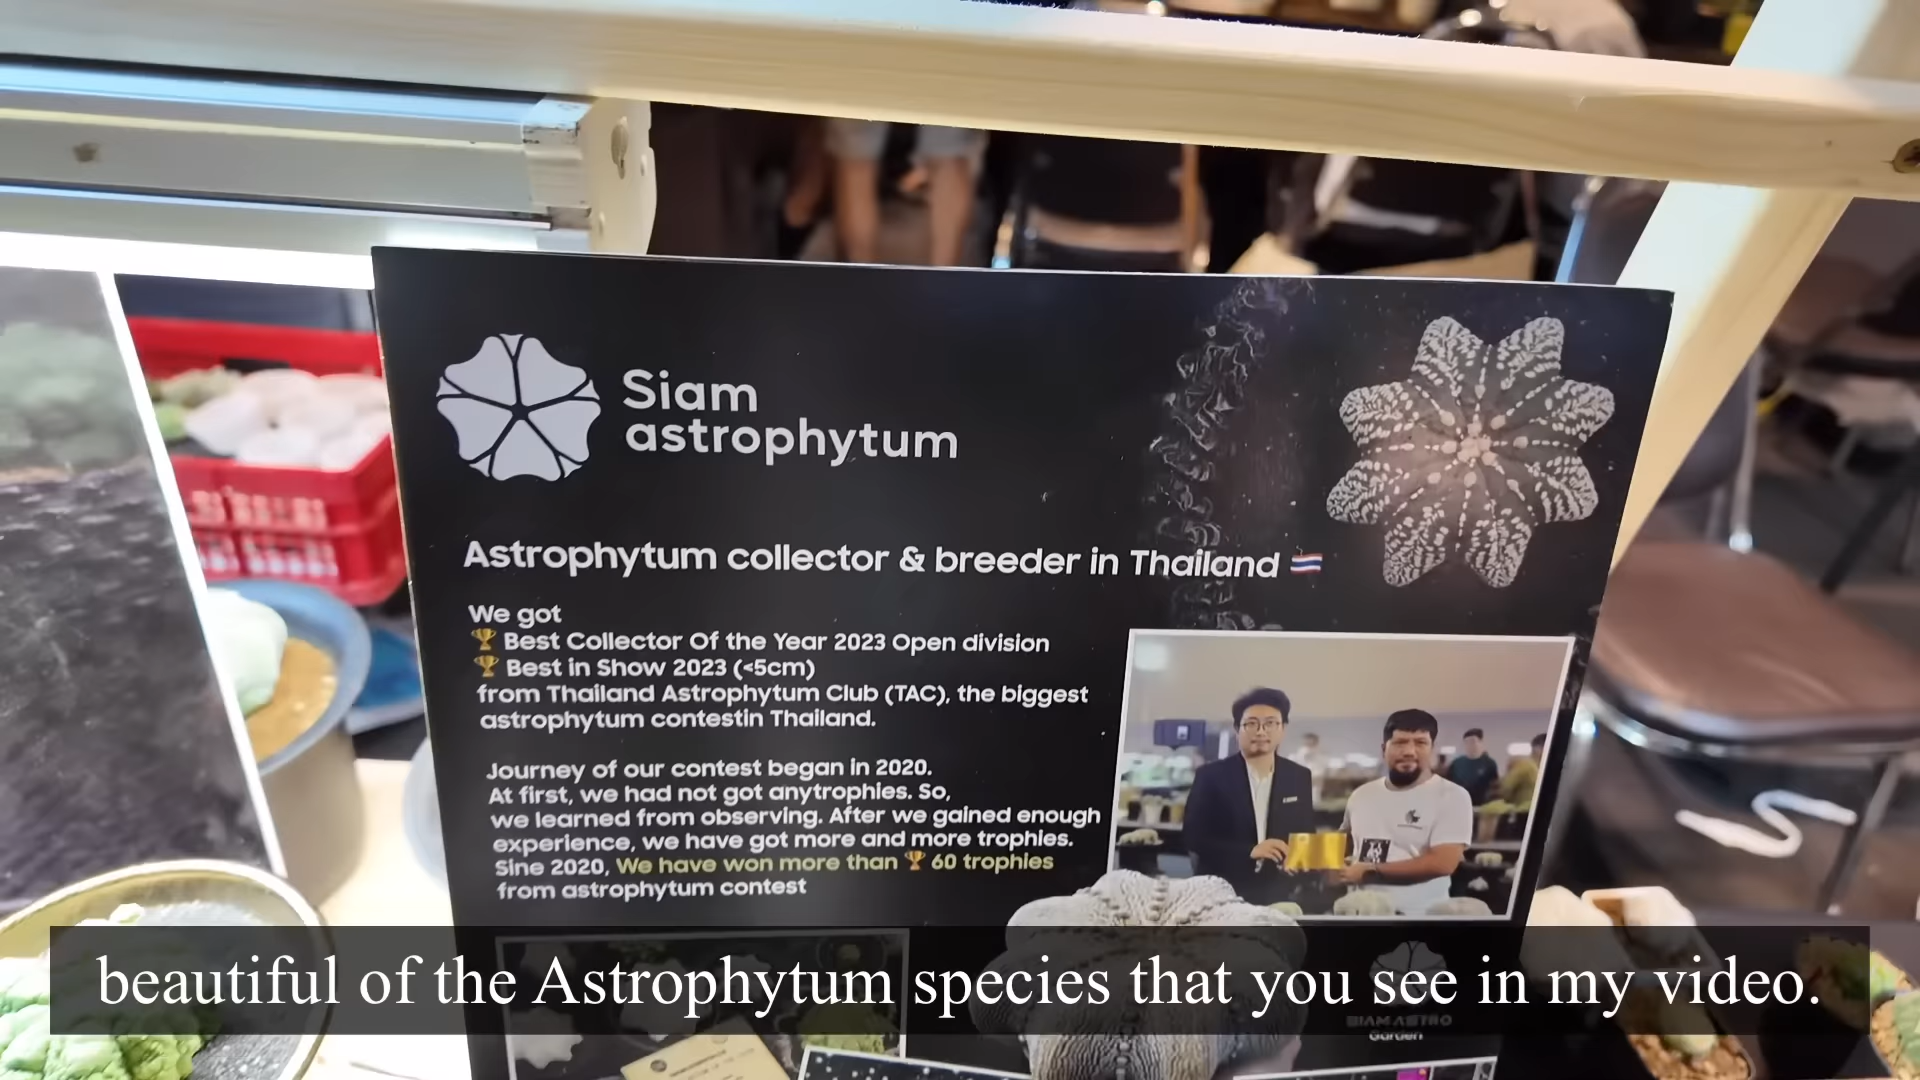 Siam
astrophytum
Astrophytum collector & breeder in Thailand
We got
Best Collector Of the Year 2023 Open division
Best in Show 2023 (<5cm)
from Thailand Astrophytum Club (TAC), the biggest
astrophytum contestin Thailand.
Journey of our contest began in 2020.
At first, we had not got anytrophies. So,
we learned from observing. After we gained enough
experience, we have got more and more trophies.
Sine 2020, We have won more than 60 trophies
from astrophytum contest
beautiful of the Astrophytum species that you see in my video.
SIAM ASTRO
Garden